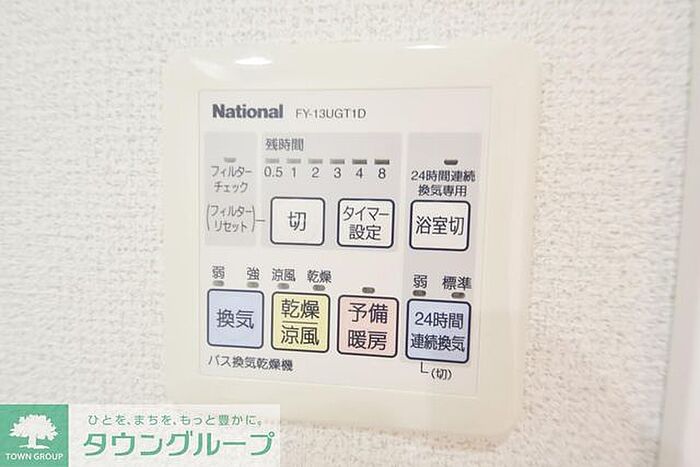 National FY-13UGT1D
残時間
フィルター
チェック
0.5 1 2 3 4 8
24時間連続
換気専用
(フィルター
リセット)
切
タイマー
設定
浴室切
弱 強 涼風 乾燥
弱 標準
換気
乾燥
涼風
予備
暖房
24時間
連続換気
バス換気乾燥機
(切)
ひとを、まちを、もっと豊かに。
タウングループ
TOWN GROUP